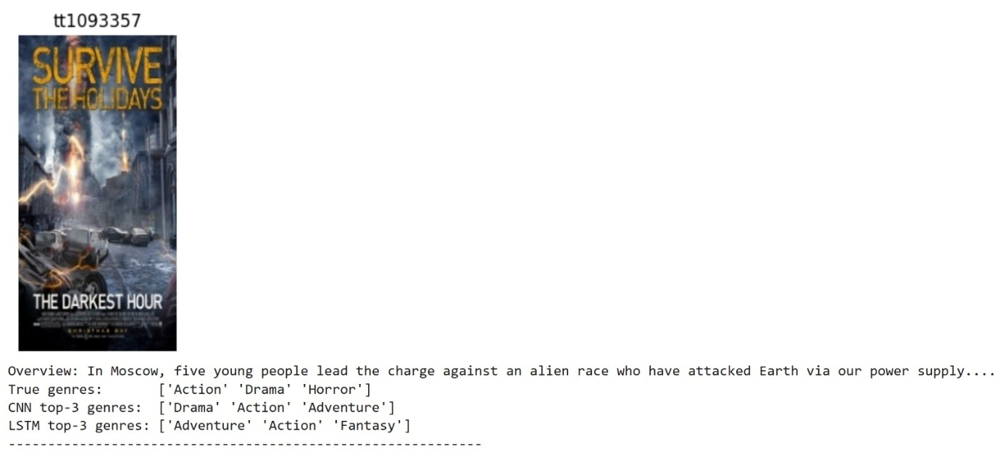 tt1093357
SURVIVE
THE HOLIDAYS
THE DARKEST HOUR
CHRISTMAS DAY
Overview: In Moscow, five young people lead the charge against an alien race who have attacked Earth via our power supply....
True genres: ['Action' 'Drama' 'Horror']
CNN top-3 genres: ['Drama' 'Action' 'Adventure']
LSTM top-3 genres: ['Adventure' 'Action' 'Fantasy']
------------------------------------------------------------